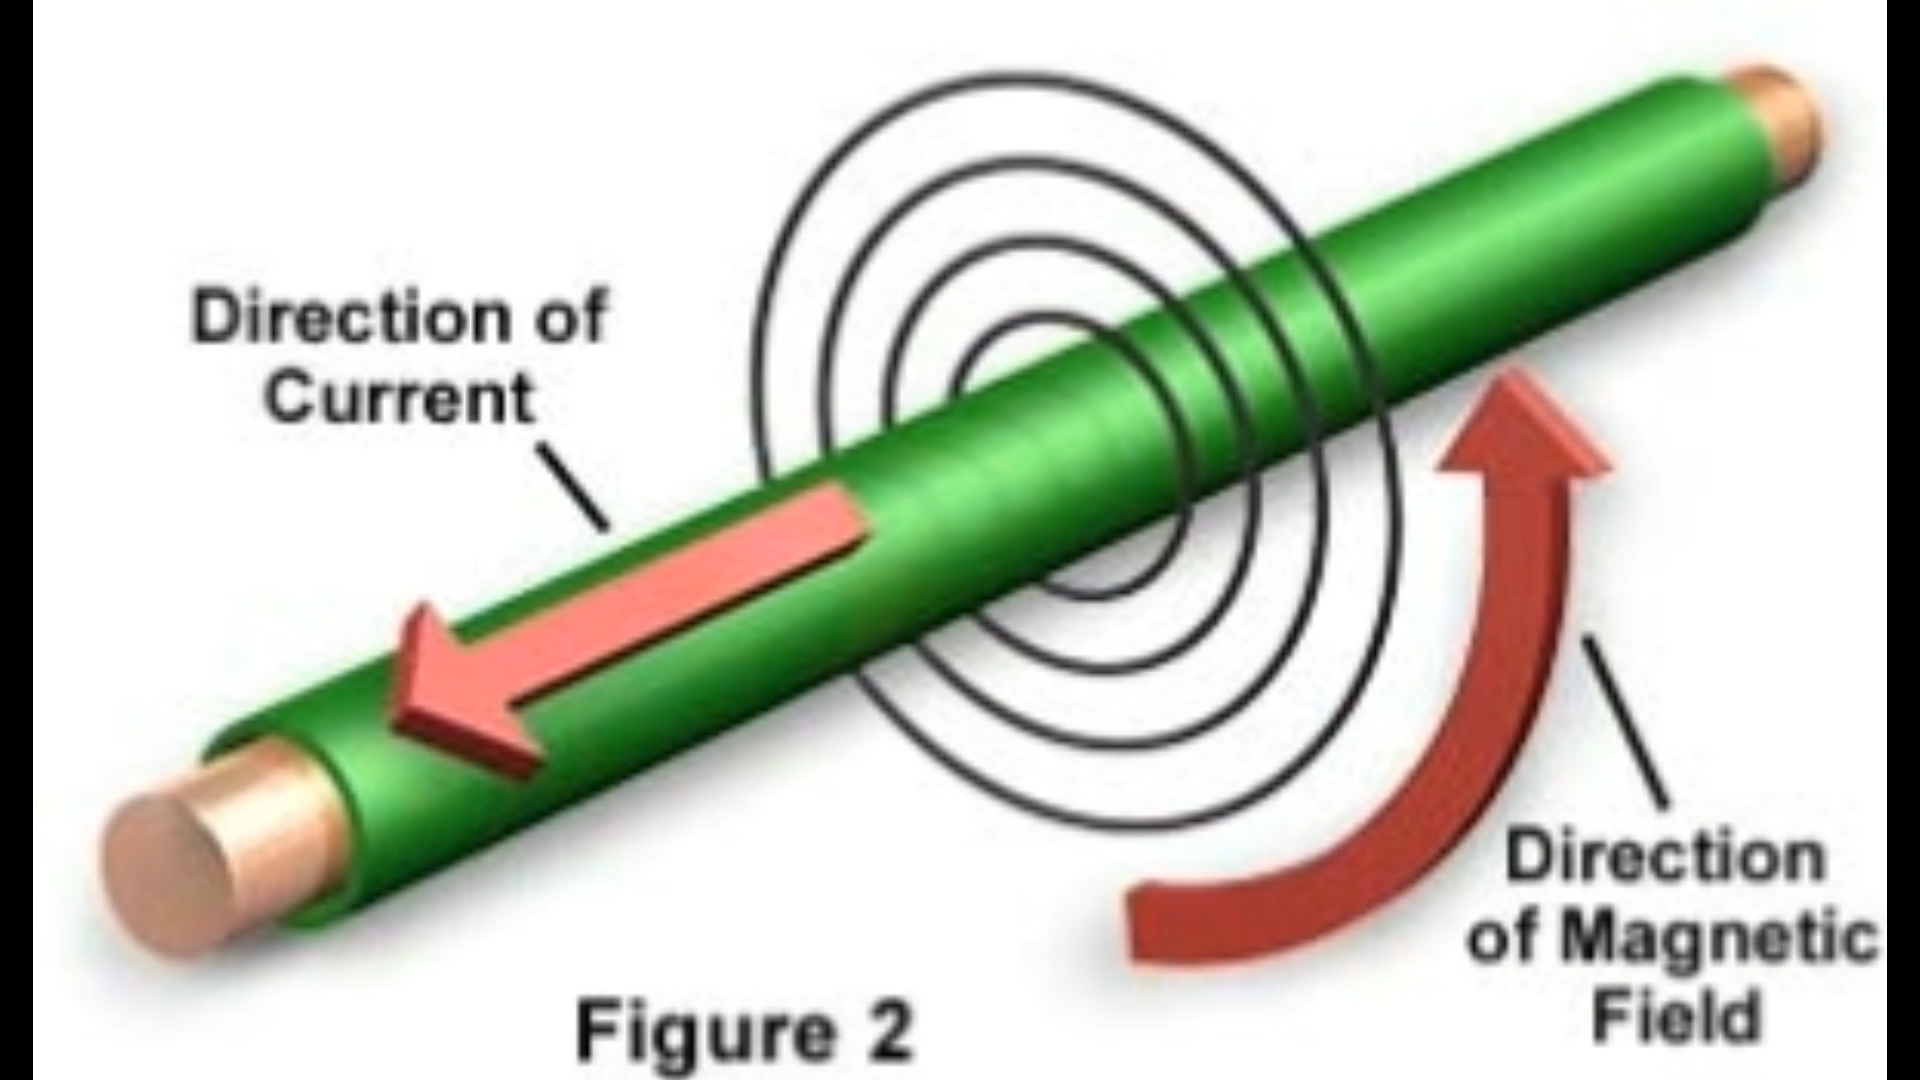 Direction of
Current
Direction
of Magnetic
Field
Figure 2